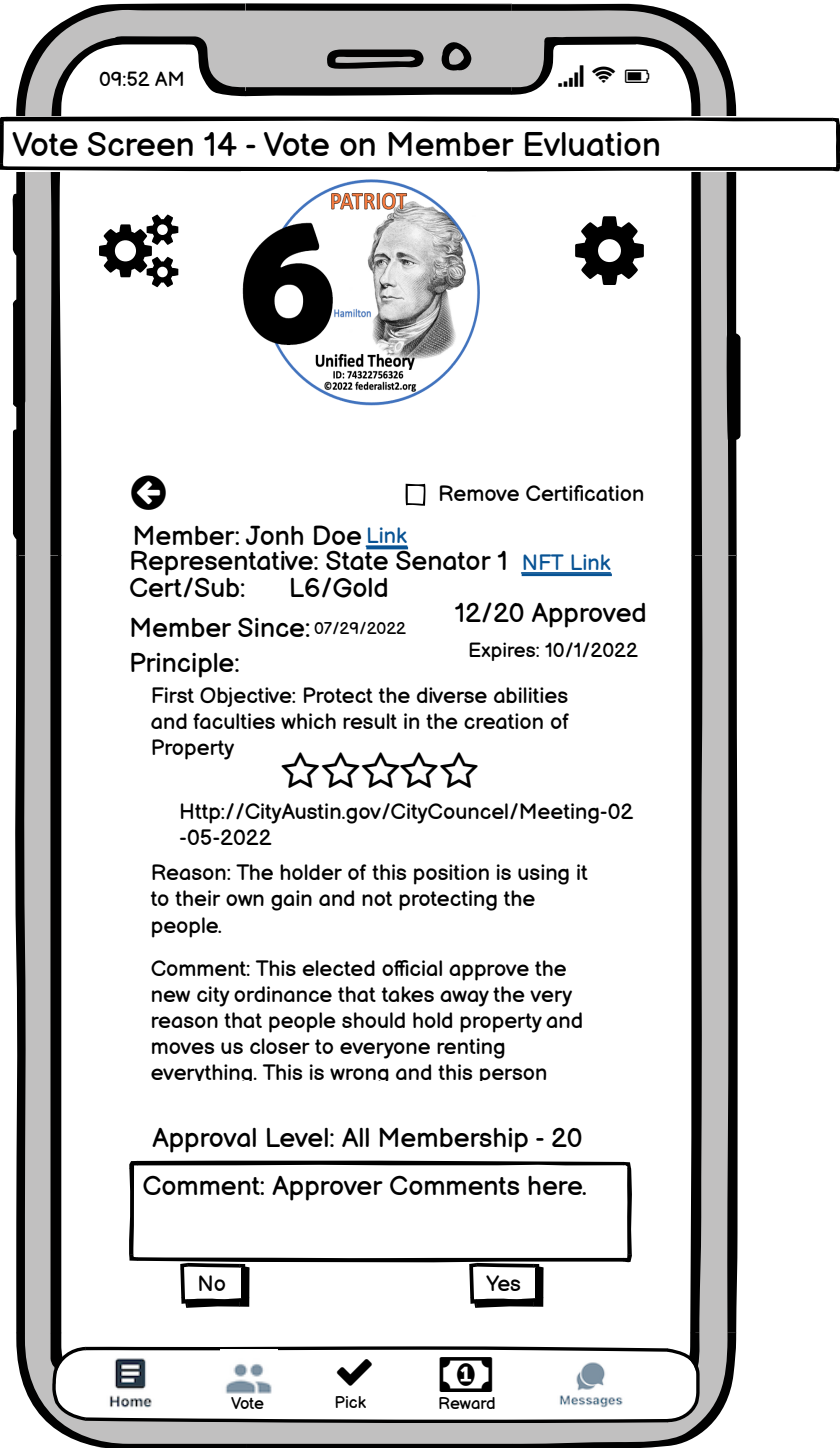 09:52 AM
Vote Screen 14 - Vote on Member Evluation
PATRIOT
6
Hamilton
Unified Theory
ID: 74322756326
©2022 federalist2.org
Remove Certification
Member: Jonh Doe Link
Representative: State Senator 1 NFT Link
Cert/Sub: L6/Gold
12/20 Approved
Member Since: 07/29/2022
Expires: 10/1/2022
Principle:
First Objective: Protect the diverse abilities
and faculties which result in the creation of
Property
Http://CityAustin.gov/CityCouncel/Meeting-02
-05-2022
Reason: The holder of this position is using it
to their own gain and not protecting the
people.
Comment: This elected official approve the
new city ordinance that takes away the very
reason that people should hold property and
moves us closer to everyone renting
everything. This is wrong and this person
Approval Level: All Membership - 20
Comment: Approver Comments here.
No Yes
1
Home Vote Pick Reward Messages